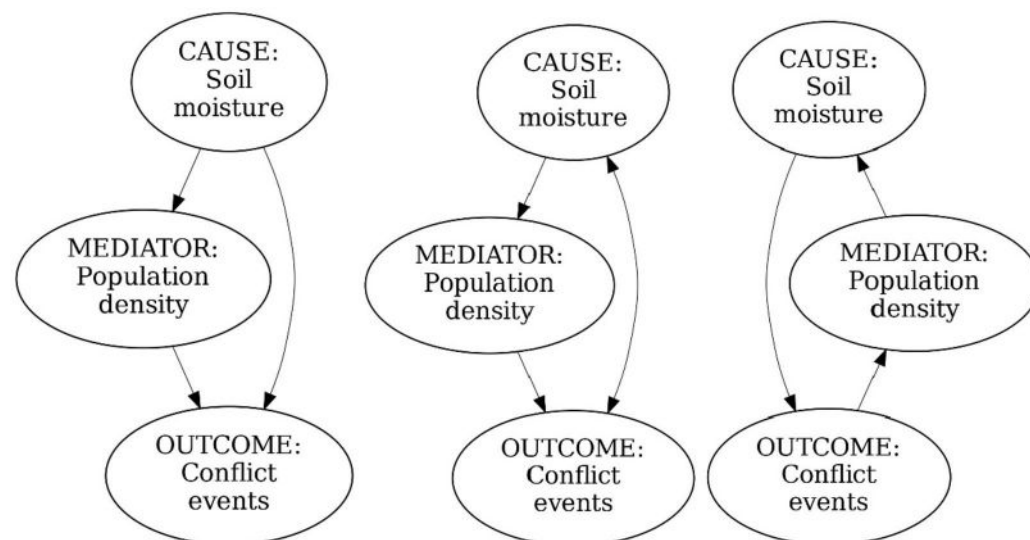 CAUSE:
Soil
moisture
MEDIATOR:
Population
density
OUTCOME:
Conflict
events
CAUSE:
Soil
moisture
MEDIATOR:
Population
density
OUTCOME:
Conflict
events
CAUSE:
Soil
moisture
MEDIATOR:
Population
density
OUTCOME:
Conflict
events